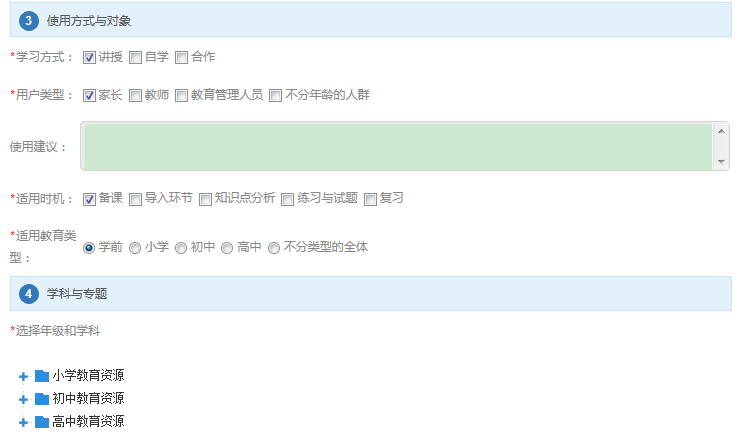 3 使用方式与对象
*学习方式： 讲授 自学 合作
*用户类型： 家长 教师 教育管理人员 不分年龄的人群
使用建议：
*适用时机： 备课 导入环节 知识点分析 练习与试题 复习
*适用教育类
型： 学前 小学 初中 高中 不分类型的全体
4 学科与专题
*选择年级和学科
小学教育资源
初中教育资源
高中教育资源